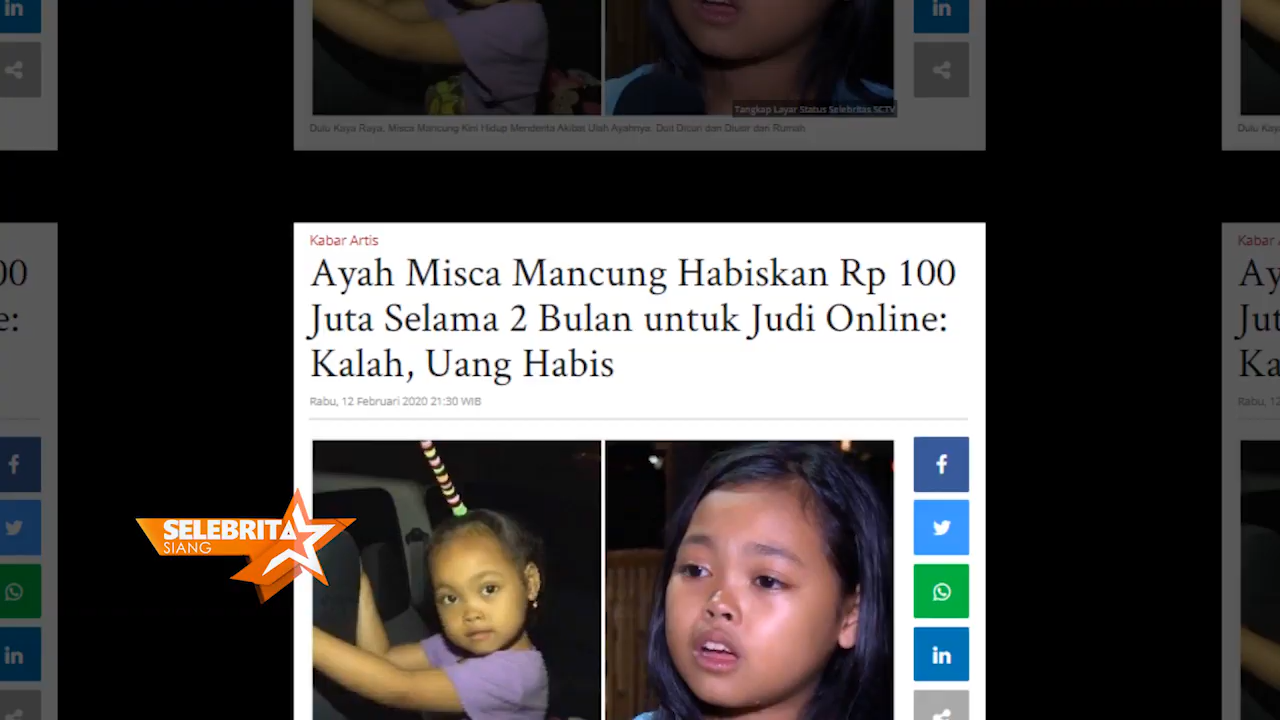 Tangkap Layar Status Selebritas SCTV
Dulu Kaya Raya, Misca Mancung Kini Hidup Menderita Akibat Ulah Ayahnya, Duit Dicuri dan Diusir dari Rumah
Kabar Artis
Ayah Misca Mancung Habiskan Rp 100
Juta Selama 2 Bulan untuk Judi Online:
Kalah, Uang Habis
Rabu, 12 Februari 2020 21:30 WIB
SELEBRITA
SIANG